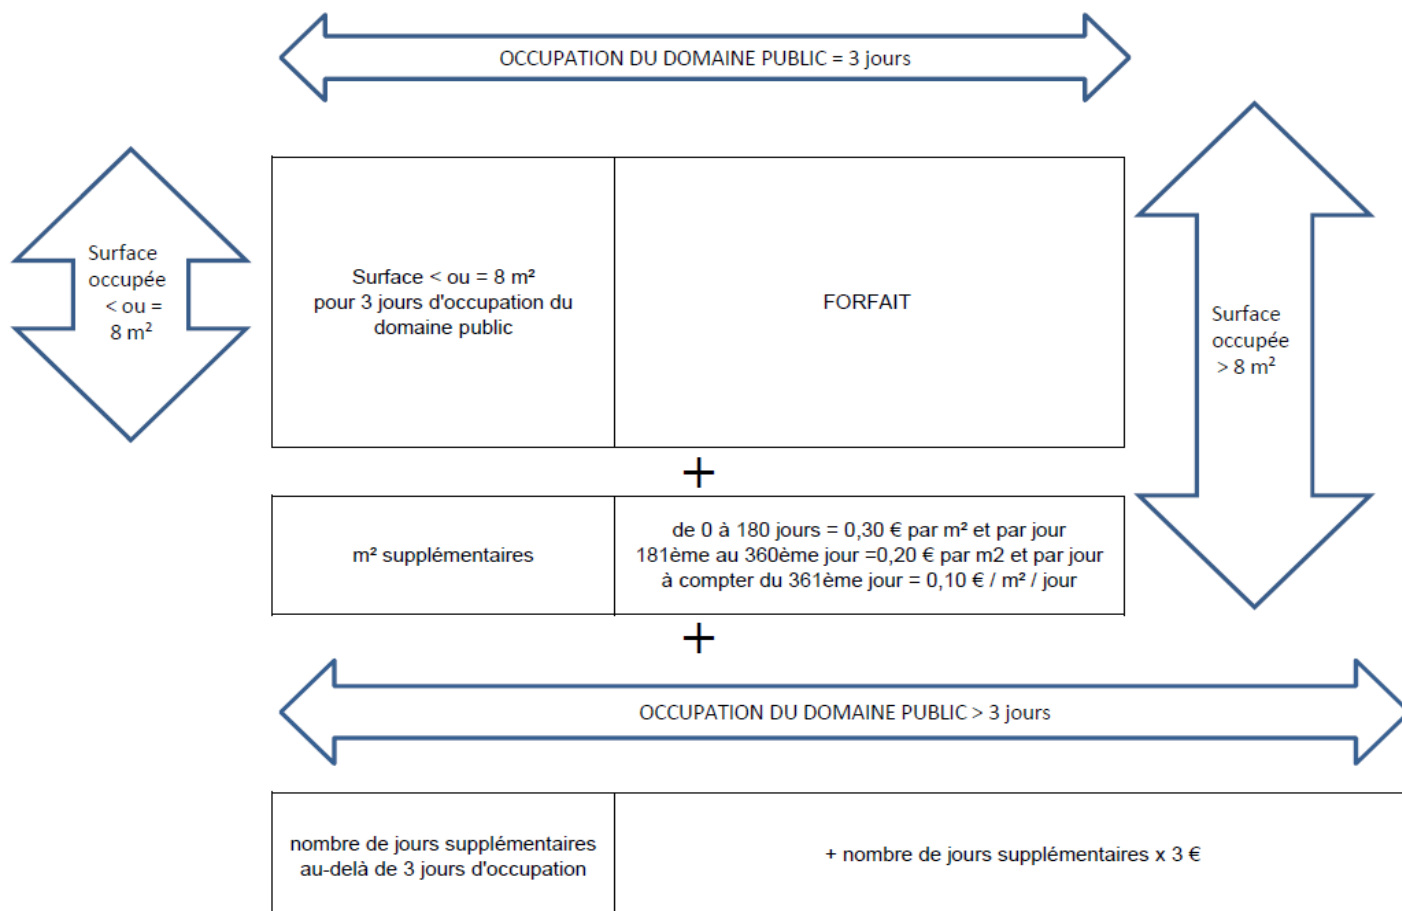 OCCUPATION DU DOMAINE PUBLIC = 3 jours
Surface
occupée
< ou =
8 m²
Surface < ou = 8 m²
pour 3 jours d'occupation du
domaine public
FORFAIT
Surface
occupée
> 8 m²
+
m² supplémentaires
de 0 à 180 jours = 0,30 € par m² et par jour
181ème au 360ème jour =0,20 € par m2 et par jour
à compter du 361ème jour = 0,10 € / m² / jour
+
OCCUPATION DU DOMAINE PUBLIC > 3 jours
nombre de jours supplémentaires
au-delà de 3 jours d'occupation
+ nombre de jours supplémentaires x 3 €